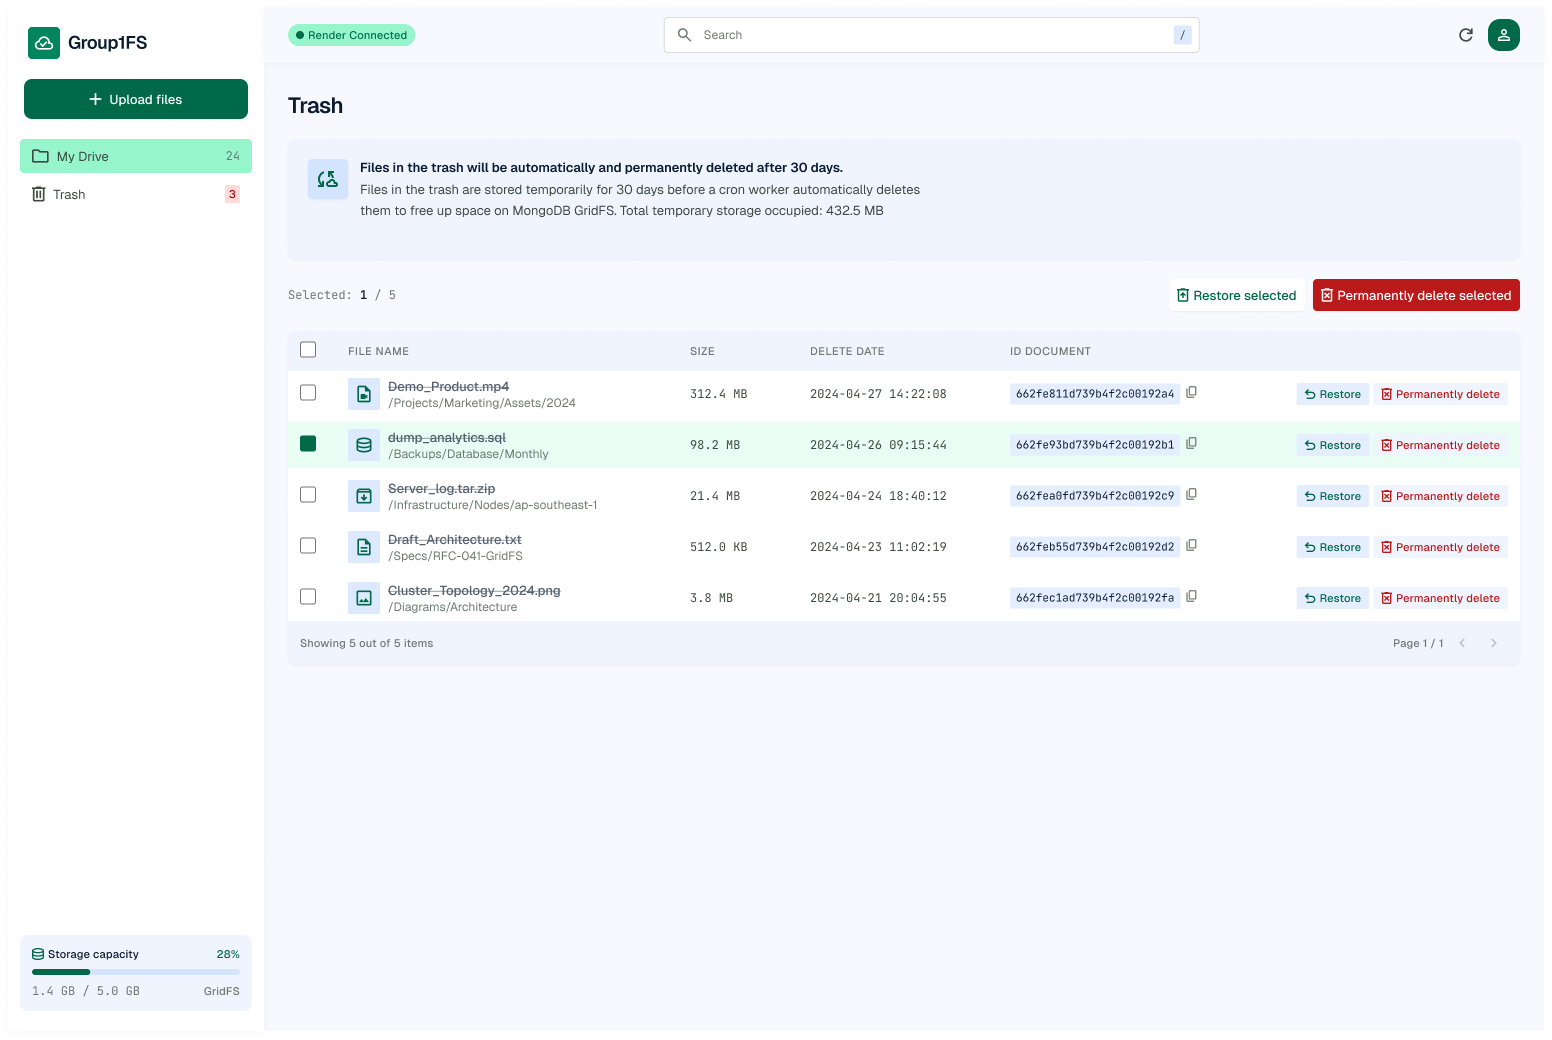 Group1FS
Render Connected
Search
/
Upload files
My Drive 24
Trash 3
Trash
Files in the trash will be automatically and permanently deleted after 30 days.
Files in the trash are stored temporarily for 30 days before a cron worker automatically deletes
them to free up space on MongoDB GridFS. Total temporary storage occupied: 432.5 MB
Selected: 1 / 5
Restore selected
Permanently delete selected
FILE NAME SIZE DELETE DATE ID DOCUMENT
Demo_Product.mp4
/Projects/Marketing/Assets/2024
312.4 MB 2024-04-27 14:22:08 662fe811d739b4f2c00192a4 Restore Permanently delete
dump_analytics.sql
/Backups/Database/Monthly
98.2 MB 2024-04-26 09:15:44 662fe93bd739b4f2c00192b1 Restore Permanently delete
Server_log.tar.zip
/Infrastructure/Nodes/ap-southeast-1
21.4 MB 2024-04-24 18:40:12 662fea0fd739b4f2c00192c9 Restore Permanently delete
Draft_Architecture.txt
/Specs/RFC-041-GridFS
512.0 KB 2024-04-23 11:02:19 662feb55d739b4f2c00192d2 Restore Permanently delete
Cluster_Topology_2024.png
/Diagrams/Architecture
3.8 MB 2024-04-21 20:04:55 662fec1ad739b4f2c00192fa Restore Permanently delete
Showing 5 out of 5 items
Page 1 / 1
Storage capacity 28%
1.4 GB / 5.0 GB GridFS